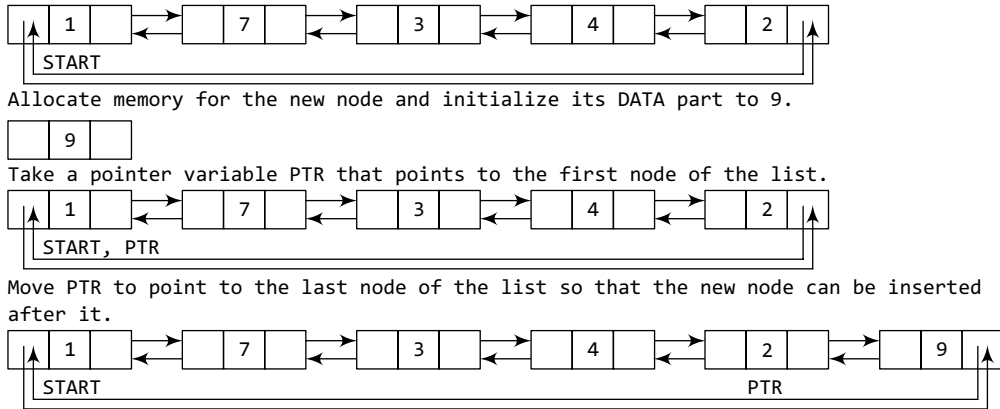 1 7 3 4 2
START
Allocate memory for the new node and initialize its DATA part to 9.
9
Take a pointer variable PTR that points to the first node of the list.
1 7 3 4 2
START, PTR
Move PTR to point to the last node of the list so that the new node can be inserted
after it.
1 7 3 4 2 9
START PTR